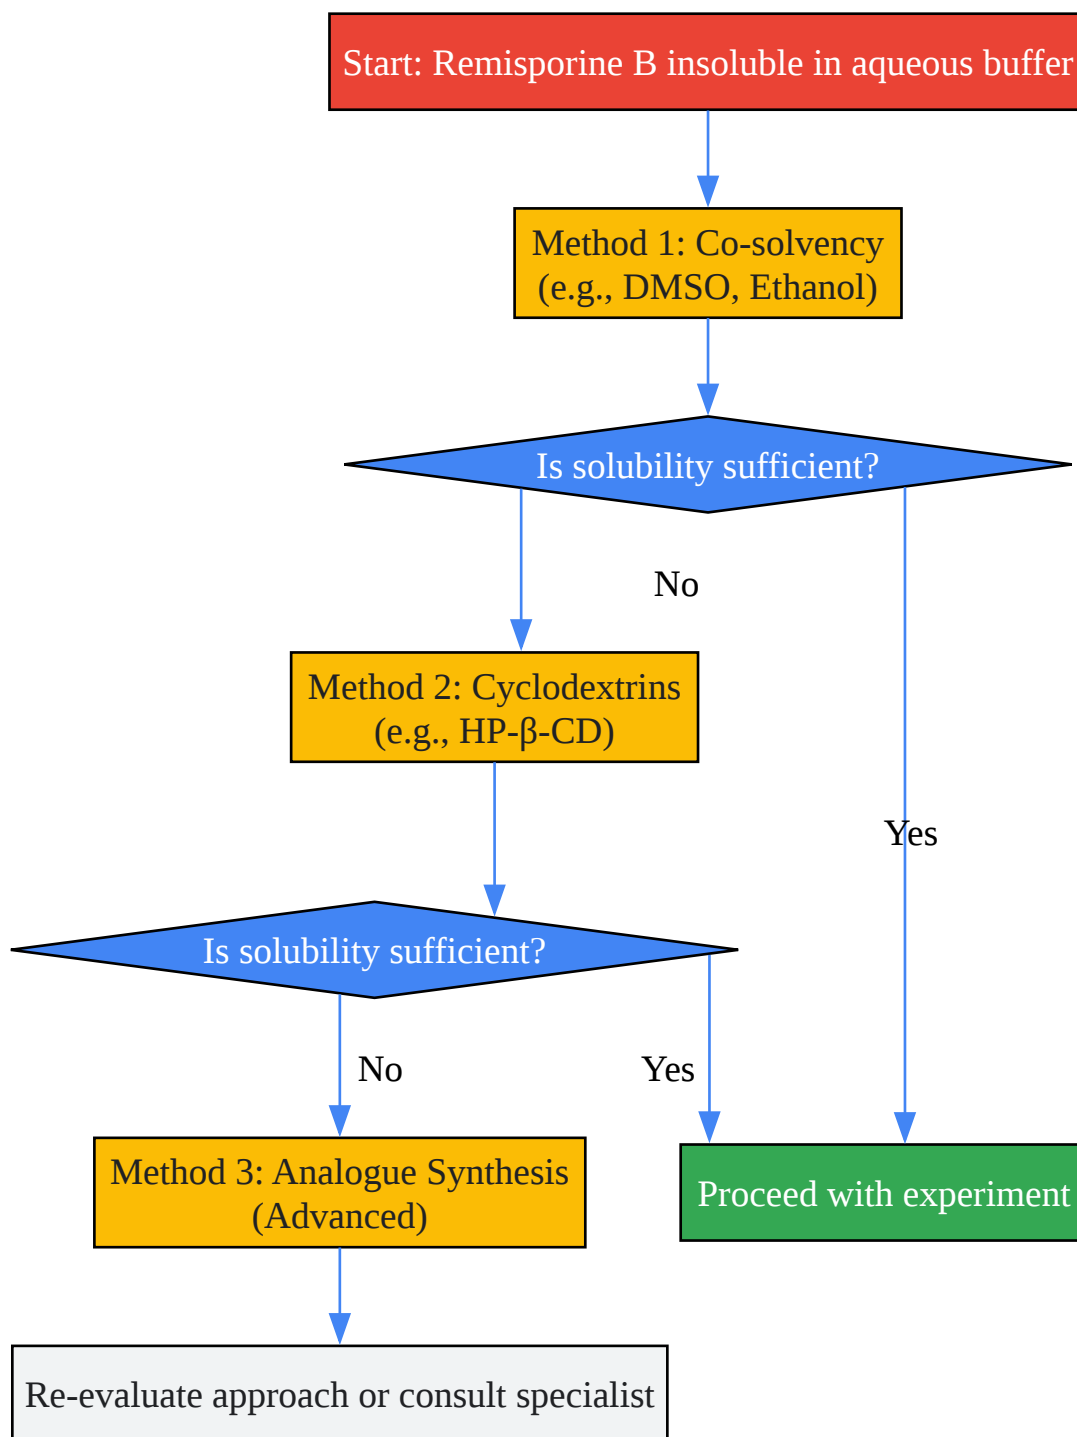 Start: Remisporine B insoluble in aqueous buffer
Method 1: Co-solvency
(e.g., DMSO, Ethanol)
Is solubility sufficient?
No
Method 2: Cyclodextrins
(e.g., HP-β-CD)
Yes
Is solubility sufficient?
No
Yes
Method 3: Analogue Synthesis
(Advanced)
Proceed with experiment
Re-evaluate approach or consult specialist